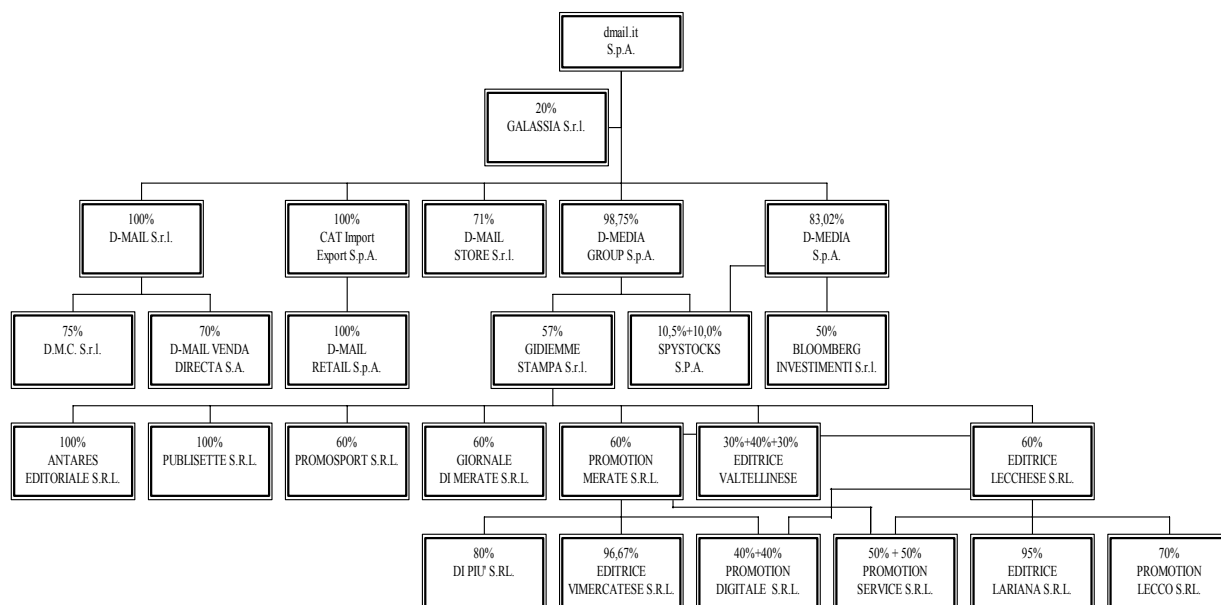 dmail.it
S.p.A.
20%
GALASSIA S.r.l.
100%
D-MAIL S.r.l.
100%
CAT Import
Export S.p.A.
71%
D-MAIL
STORE S.r.l.
98,75%
D-MEDIA
GROUP S.p.A.
83,02%
D-MEDIA
S.p.A.
75%
D.M.C. S.r.l.
70%
D-MAIL VENDA
DIRECTA S.A.
100%
D-MAIL
RETAIL S.p.A.
57%
GIDIEMME
STAMPA S.r.l.
10,5%+10,0%
SPYSTOCKS
S.P.A.
50%
BLOOMBERG
INVESTIMENTI S.r.l.
100%
ANTARES
EDITORIALE S.R.L.
100%
PUBLISETTE S.R.L.
60%
PROMOSPORT S.R.L.
60%
GIORNALE
DI MERATE S.R.L.
60%
PROMOTION
MERATE S.R.L.
30%+40%+30%
EDITRICE
VALTELLINESE
60%
EDITRICE
LECCHESE S.RL.
80%
DI PIU' S.RL.
96,67%
EDITRICE
VIMERCATESE S.R.L.
40%+40%
PROMOTION
DIGITALE S.R.L.
50% + 50%
PROMOTION
SERVICE S.R.L.
95%
EDITRICE
LARIANA S.R.L.
70%
PROMOTION
LECCO S.RL.